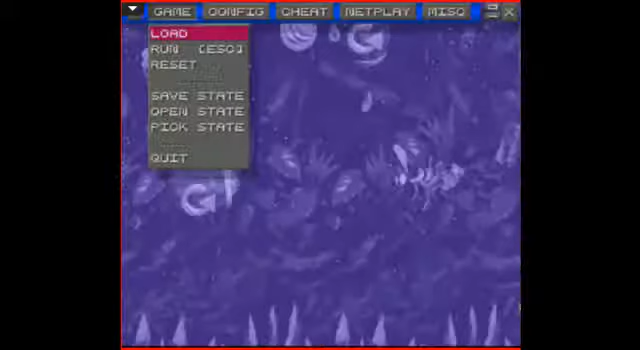 GAME CONFIG CHEAT NETPLAY MISC
LOAD
RUN [ESC]
RESET
SAVE STATE
OPEN STATE
PICK STATE
QUIT